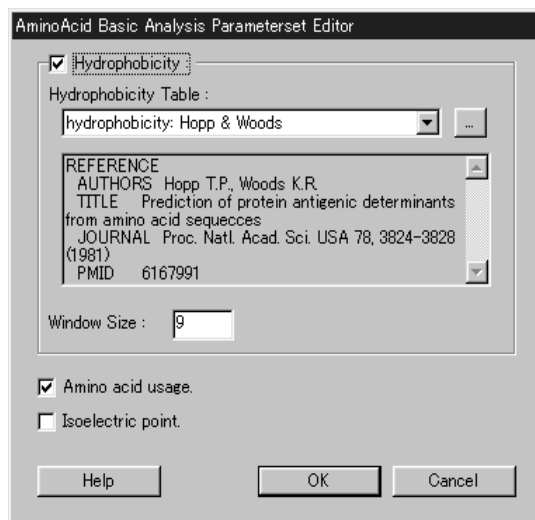 AminoAcid Basic Analysis Parameterset Editor
Hydrophobicity :
Hydrophobicity Table :
hydrophobicity: Hopp & Woods
...
REFERENCE
AUTHORS Hopp T.P., Woods K.R.
TITLE Prediction of protein antigenic determinants
from amino acid sequecces
JOURNAL Proc. Natl. Acad. Sci. USA 78, 3824-3828
(1981)
PMID 6167991
Window Size : 9
Amino acid usage.
Isoelectric point.
Help OK Cancel